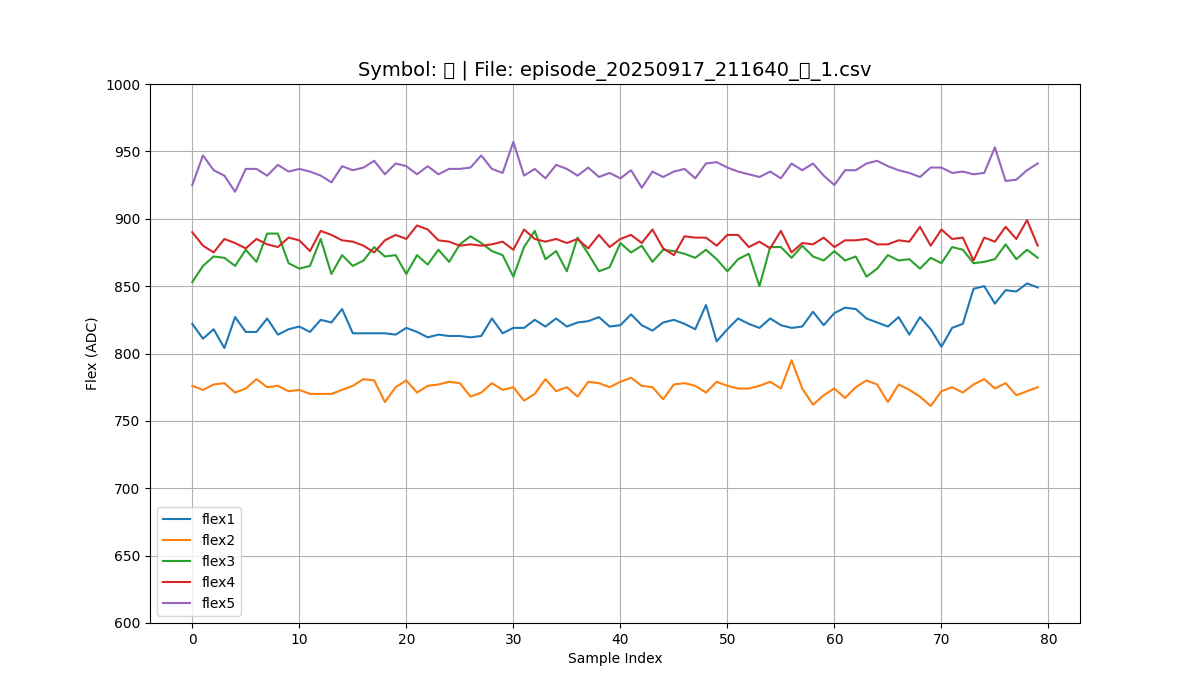 Symbol: | File: episode_20250917_211640_ _1.csv
1000
950
900
850
800
750
700
650
600
Flex (ADC)
flex1
flex2
flex3
flex4
flex5
0 10 20 30 40 50 60 70 80
Sample Index